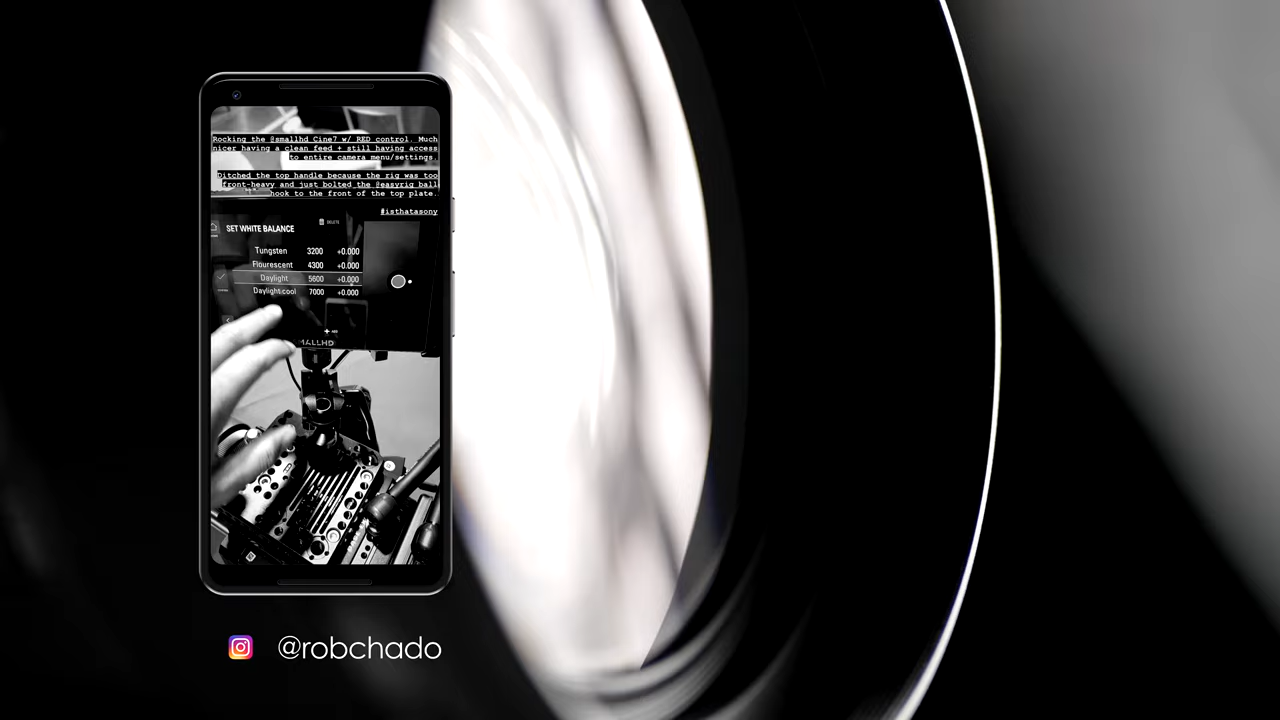 Rocking the @smallhd Cine7 w/ RED control. Much
nicer having a clean feed + still having access
to entire camera menu/settings.
Ditched the top handle because the rig was too
front-heavy and just bolted the @easyrig ball
hook to the front of the top plate.
#isthatasony
DELETE
SET WHITE BALANCE
Tungsten 3200 +0.000
Flourescent 4300 +0.000
Daylight 5600 +0.000
Daylight cool 7000 +0.000
ADD
MALLHD
@robchado